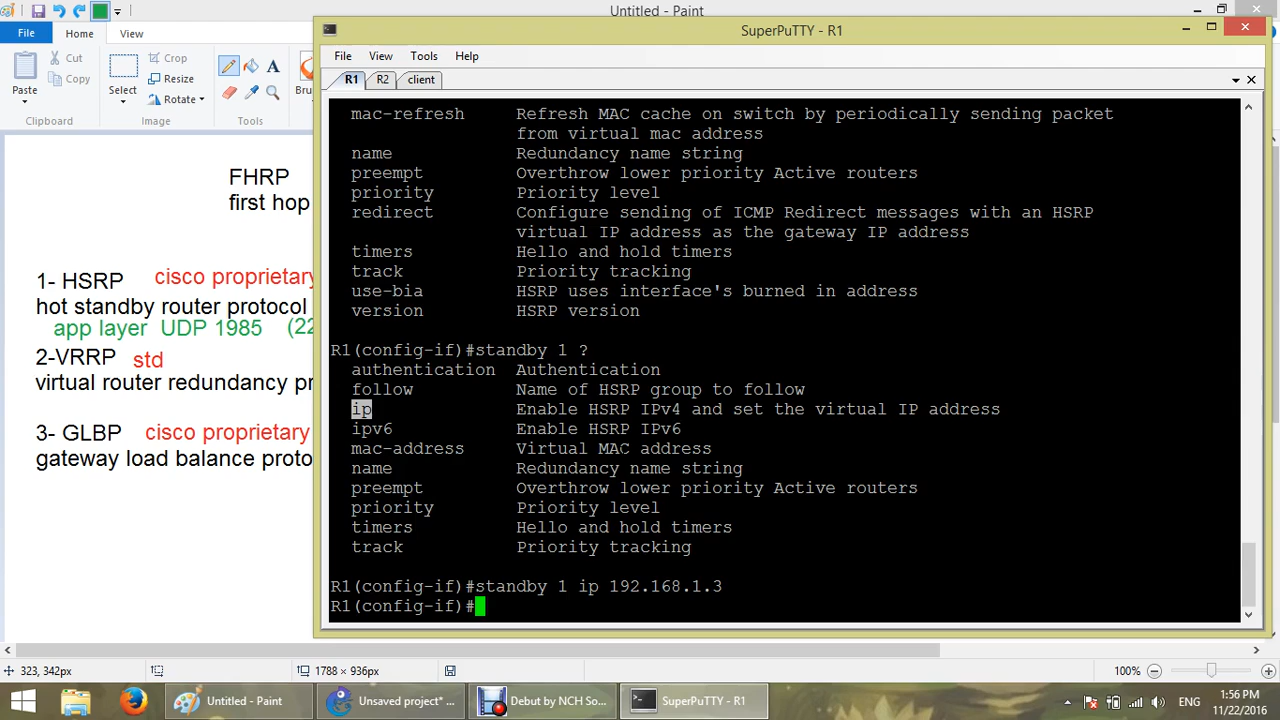 Untitled - Paint
File
Home
View
Paste
Cut
Copy
Clipboard
Select
Crop
Resize
Rotate
Image
A
Tools
FHRP
first hop
1- HSRP cisco proprietary
hot standby router protocol
app layer UDP 1985 (22
2-VRRP std
virtual router redundancy pr
3- GLBP cisco proprietary
gateway load balance proto
SuperPuTTY - R1
File View Tools Help
R1 R2 client
mac-refresh Refresh MAC cache on switch by periodically sending packet
from virtual mac address
name Redundancy name string
preempt Overthrow lower priority Active routers
priority Priority level
redirect Configure sending of ICMP Redirect messages with an HSRP
virtual IP address as the gateway IP address
timers Hello and hold timers
track Priority tracking
use-bia HSRP uses interface's burned in address
version HSRP version
R1(config-if)#standby 1 ?
authentication Authentication
follow Name of HSRP group to follow
ip Enable HSRP IPv4 and set the virtual IP address
ipv6 Enable HSRP IPv6
mac-address Virtual MAC address
name Redundancy name string
preempt Overthrow lower priority Active routers
priority Priority level
timers Hello and hold timers
track Priority tracking
R1(config-if)#standby 1 ip 192.168.1.3
R1(config-if)#
323, 342px
1788 × 936px
100%
Untitled - Paint
Unsaved project* ...
Debut by NCH So...
SuperPuTTY - R1
ENG
1:56 PM
11/22/2016